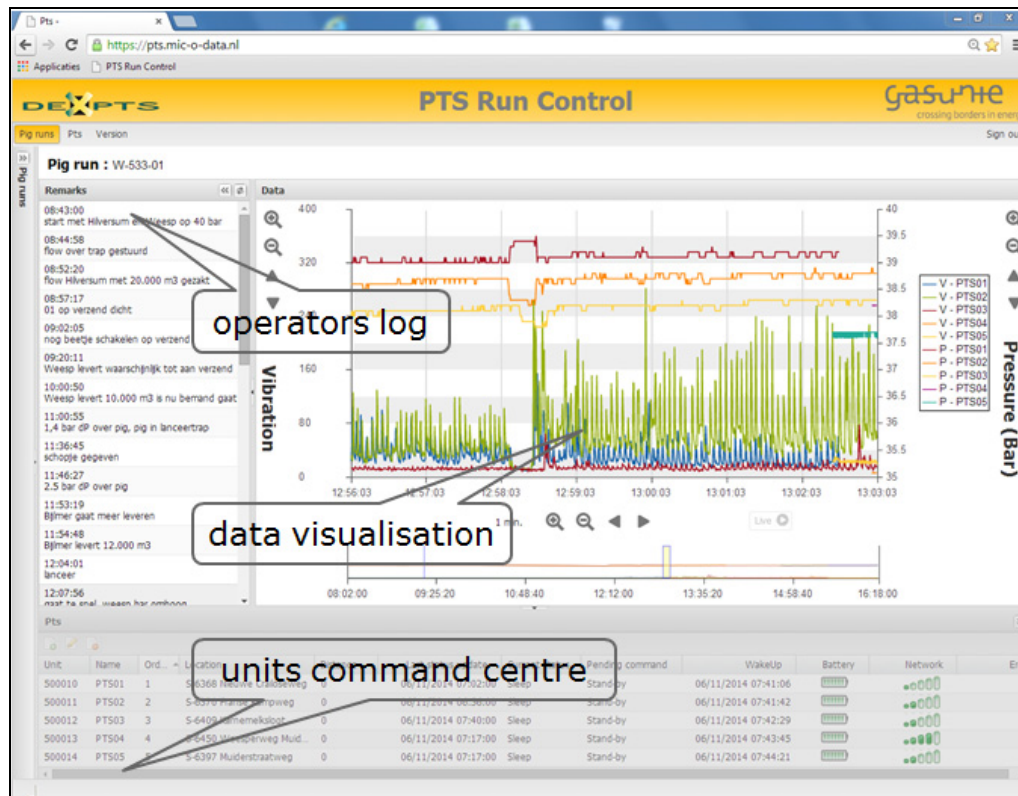 Pts -
https://pts.mic-o-data.nl
Applicaties PTS Run Control
DEXPTS PTS Run Control gasunie
crossing borders in energ
Pig runs Pts Version Sign ou
Pig runs
Pig run : W-533-01
Remarks
08:43:00
start met Hilversum en Weesp op 40 bar
08:44:58
flow over trap gestuurd
08:52:20
flow Hilversum met 20.000 m3 gezakt
08:57:17
01 op verzend dicht
09:02:05
nog beetje schakelen op verzend
09:20:11
Weesp levert waarschijnlijk tot aan verzend
10:00:50
Weesp levert 10.000 m3 is nu bemand gaat
11:00:55
1,4 bar dP over pig, pig in lanceertrap
11:36:45
schopje gegeven
11:46:27
2.5 bar dP over pig
11:53:19
Bijlmer gaat meer leveren
11:54:48
Bijlmer levert 12.000 m3
12:04:01
lanceer
12:07:56
gaat te snel, weesp bar omhoog
operators log
Data
Vibration
400
320
240
160
80
0
40
39.5
39
38.5
38
37.5
37
36.5
36
35.5
35
Pressure (Bar)
V - PTS01
V - PTS02
V - PTS03
V - PTS04
V - PTS05
P - PTS01
P - PTS02
P - PTS03
P - PTS04
P - PTS05
12:56:03 12:57:03 12:58:03 12:59:03 13:00:03 13:01:03 13:02:03 13:03:03
data visualisation
1 min. Live
08:02:00 09:25:20 10:48:40 12:12:00 13:35:20 14:58:40 16:18:00
Pts
units command centre
Unit Name Ord... Location Pending command WakeUp Battery Network Er
500010 PTS01 1 S-6368 Nieuwe Crailoseweg 0 06/11/2014 07:02:00 Sleep Stand-by 06/11/2014 07:41:06
500011 PTS02 2 0 Sleep Stand-by 06/11/2014 07:41:42
500012 PTS03 3 S-6409 Karnemelksloot 0 06/11/2014 07:40:00 Sleep Stand-by 06/11/2014 07:42:29
500013 PTS04 4 S-6450 Weesperweg Muid... 0 06/11/2014 07:17:00 Sleep Stand-by 06/11/2014 07:43:45
500014 PTS05 S-6397 Muiderstraatweg 0 06/11/2014 07:17:00 Sleep Stand-by 06/11/2014 07:44:21